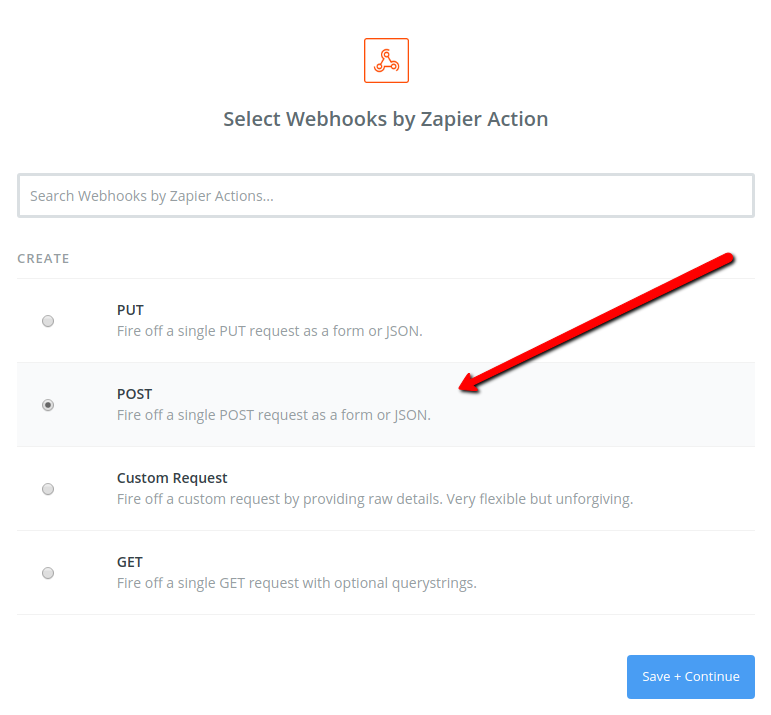 Select Webhooks by Zapier Action
Search Webhooks by Zapier Actions...
CREATE
PUT
Fire off a single PUT request as a form or JSON.
POST
Fire off a single POST request as a form or JSON.
Custom Request
Fire off a custom request by providing raw details. Very flexible but unforgiving.
GET
Fire off a single GET request with optional querystrings.
Save + Continue